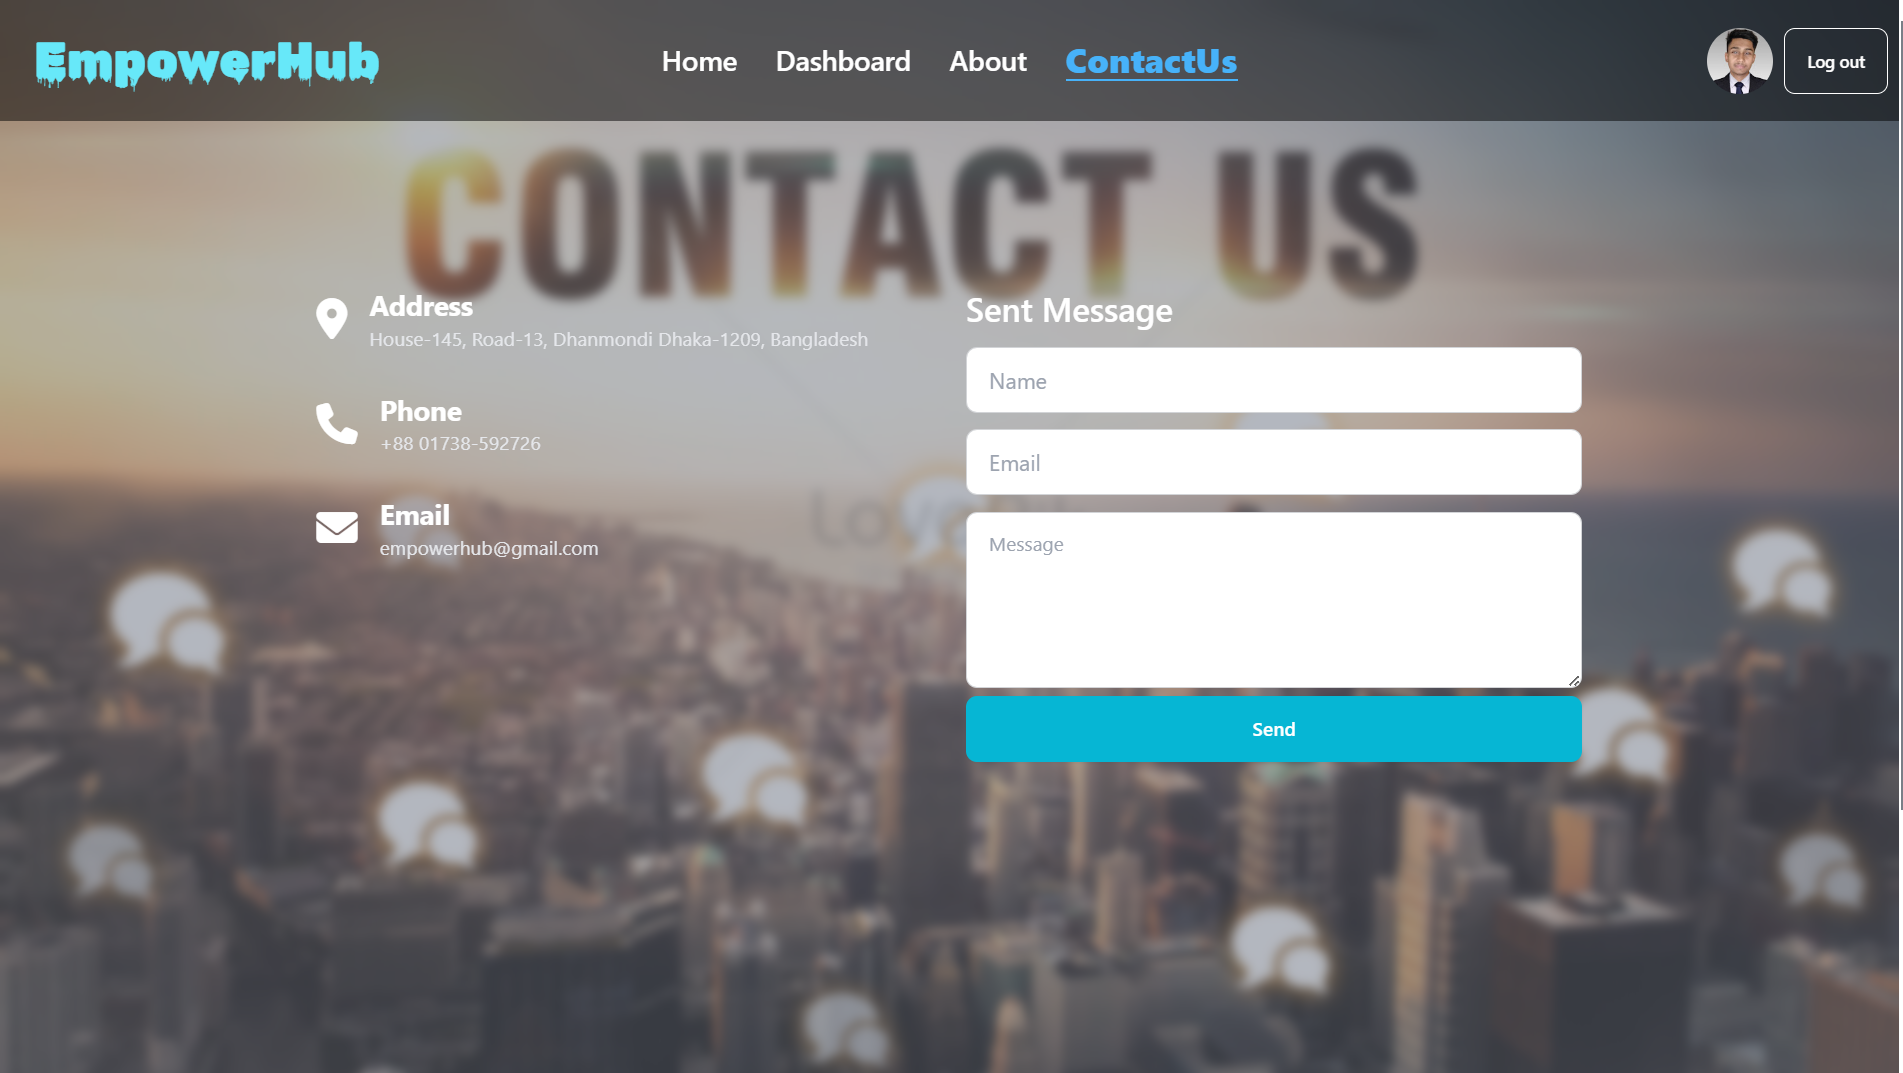 EmpowerHub
Home
Dashboard
About
ContactUs
Log out
CONTACT US
Address
House-145, Road-13, Dhanmondi Dhaka-1209, Bangladesh
Phone
+88 01738-592726
Email
empowerhub@gmail.com
Sent Message
Name
Email
Message
Send